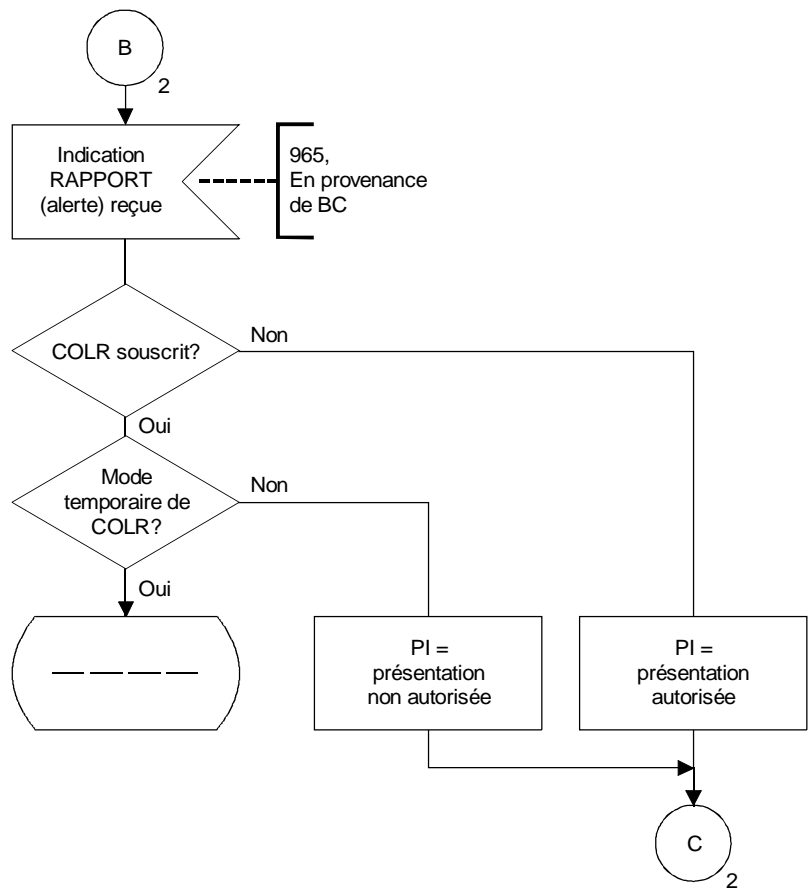 B
2
Indication
RAPPORT
(alerte) reçue
965,
En provenance
de BC
COLR souscrit?
Non
Oui
Mode
temporaire de
COLR?
Non
Oui
PI =
présentation
non autorisée
PI =
présentation
autorisée
C
2